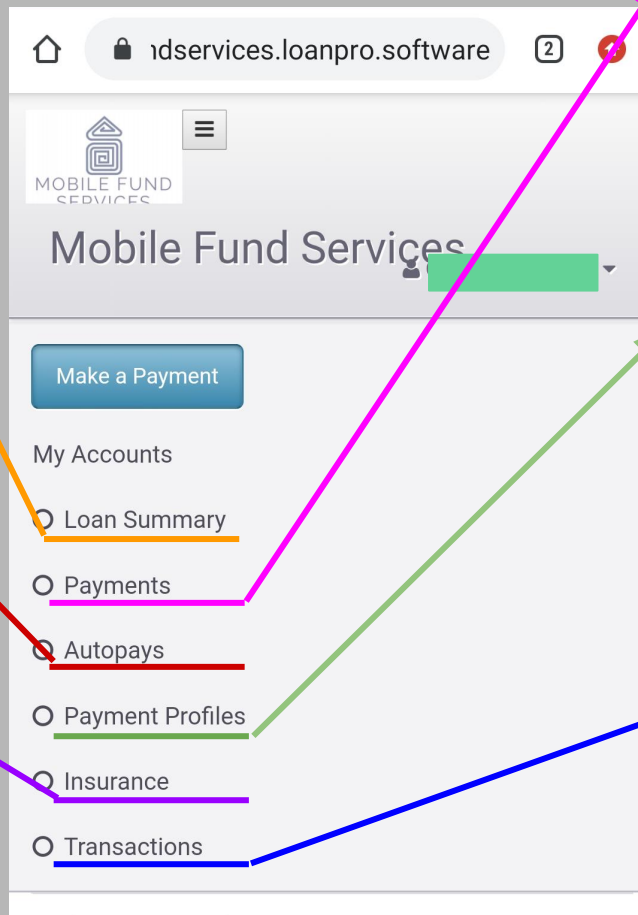 ndservices.loanpro.software
2
MOBILE FUND
SERVICES
Mobile Fund Services
Make a Payment
My Accounts
Loan Summary
Payments
Autopays
Payment Profiles
Insurance
Transactions